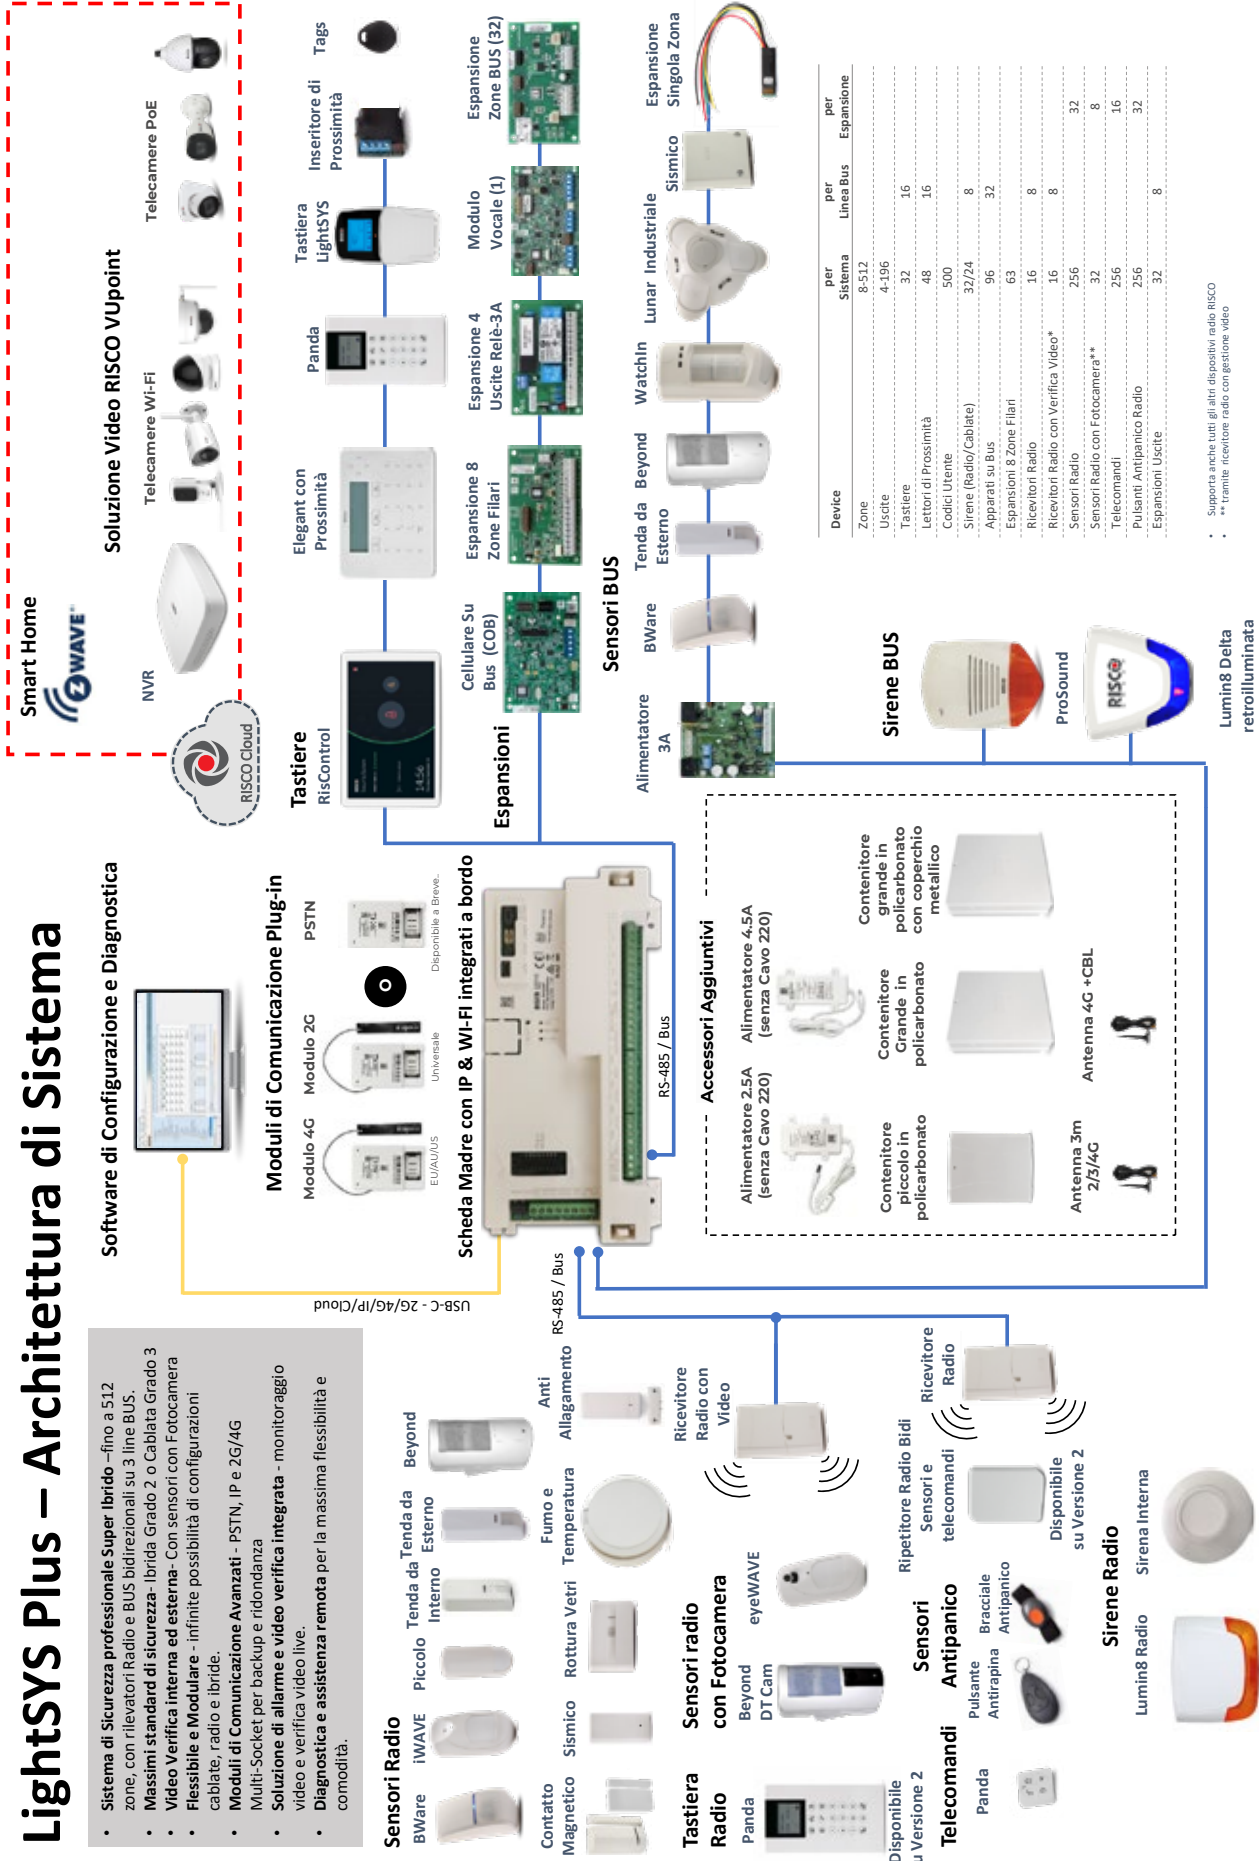 LightSYS Plus – Architettura di Sistema
• Sistema di Sicurezza professionale Super Ibrido –fino a 512
zone, con rilevatori Radio e BUS bidirezionali su 3 line BUS.
• Massimi standard di sicurezza- Ibrida Grado 2 o Cablata Grado 3
• Video Verifica interna ed esterna- Con sensori con Fotocamera
• Flessibile e Modulare - infinite possibilità di configurazioni
cablate, radio e ibride.
• Moduli di Comunicazione Avanzati - PSTN, IP e 2G/4G
Multi-Socket per backup e ridondanza
• Soluzione di allarme e video verifica integrata - monitoraggio
video e verifica video live.
• Diagnostica e assistenza remota per la massima flessibilità e
comodità.
Software di Configurazione e Diagnostica
USB-C - 2G/4G/IP/Cloud
Moduli di Comunicazione Plug-in
Modulo 4G
Modulo 2G
PSTN
EU/AU/US
Universale
Disponibile a Breve..
Scheda Madre con IP & WI-FI integrati a bordo
RS-485 / Bus
RS-485 / Bus
Smart Home
Z WAVE
Soluzione Video RISCO VUpoint
NVR
Telecamere Wi-Fi
Telecamere PoE
RISCO Cloud
Tastiere
RisControl
14:56
Elegant con
Prossimità
Panda
Tastiera
LightSYS
Inseritore di
Prossimità
Tags
Espansioni
Cellulare Su
Bus (COB)
Espansione 8
Zone Filari
Espansione 4
Uscite Relè-3A
Modulo
Vocale (1)
Espansione
Zone BUS (32)
Sensori BUS
Alimentatore
3A
BWare
Tenda da
Esterno
Beyond
WatchIn
Lunar Industriale
Sismico
Espansione
Singola Zona
Sirene BUS
ProSound
RISCO
Lumin8 Delta
retroilluminata
Accessori Aggiuntivi
Alimentatore 2.5A
(senza Cavo 220)
Alimentatore 4.5A
(senza Cavo 220)
Contenitore
piccolo in
policarbonato
Contenitore
Grande in
policarbonato
Contenitore
grande in
policarbonato
con coperchio
metallico
Antenna 3m
2/3/4G
Antenna 4G +CBL
Sensori Radio
BWare
iWAVE
Piccolo
Tenda da
Interno
Tenda da
Esterno
Beyond
Contatto
Magnetico
Sismico
Rottura Vetri
Fumo e
Temperatura
Anti
Allagamento
Tastiera
Radio
Panda
Disponibile
u Versione 2
Sensori radio
con Fotocamera
Beyond
DT Cam
eyeWAVE
Ricevitore
Radio con
Video
Telecomandi
Panda
Sensori
Antipanico
Pulsante
Antirapina
Bracciale
Antipanico
Ripetitore Radio Bidi
Sensori e
telecomandi
Disponibile
su Versione 2
Ricevitore
Radio
Sirene Radio
Lumin8 Radio
Sirena Interna
Device per Sistema per Lineea Bus per Espansione
Zone 8-512
Uscite 4-196
Tastiere 32 16
Lettori di Prossimità 48 16
Codici Utente 500
Sirene (Radio/Cablate) 32/24 8
Apparati su Bus 96 32
Espansioni 8 Zone Filari 63
Ricevitori Radio 16 8
Ricevitori Radio con Verifica Video* 16 8
Sensori Radio 256 32
Sensori Radio con Fotocamera** 32 8
Telecomandi 256 16
Pulsanti Antipanico Radio 256 32
Espansioni Uscite 32 8
• Supporta anche tutti gli altri dispositivi radio RISCO
• ** tramite ricevitore radio con gestione video